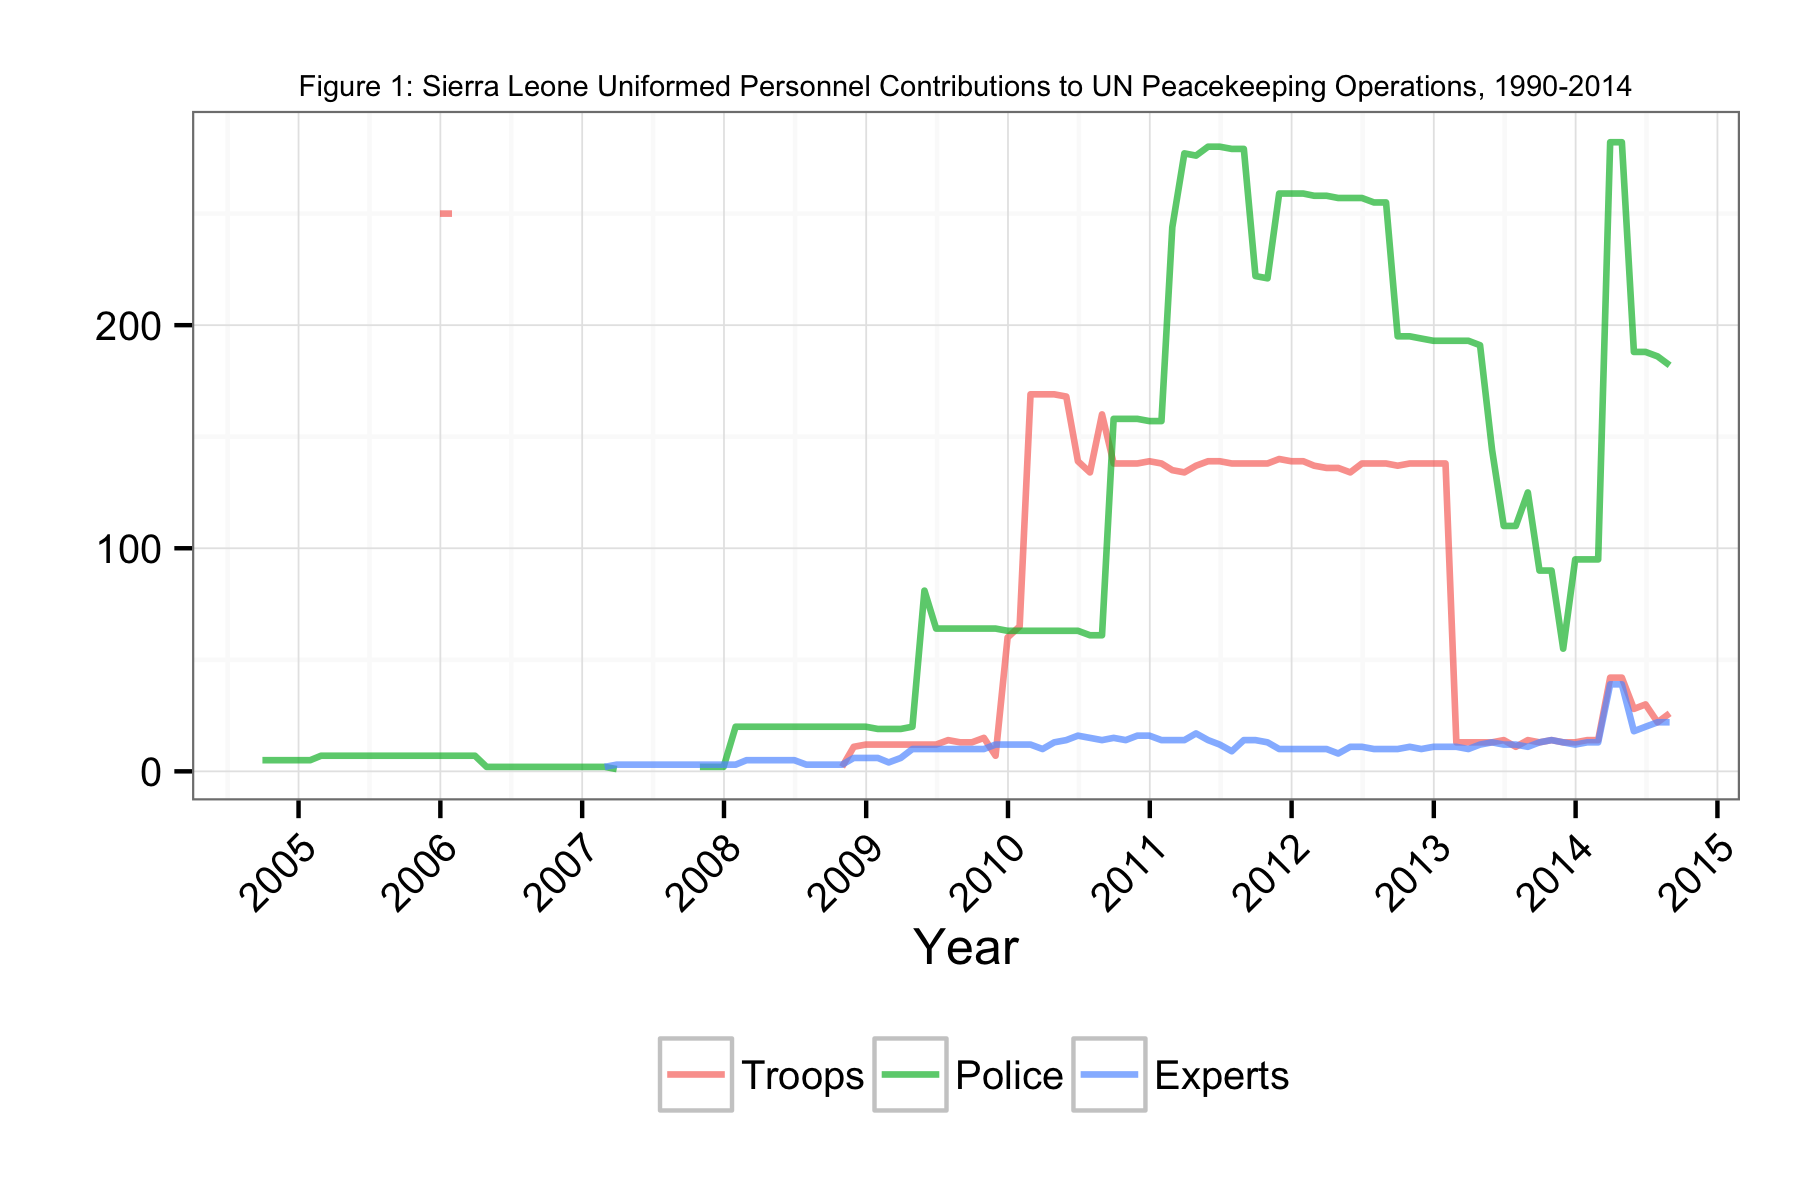 Figure 1: Sierra Leone Uniformed Personnel Contributions to UN Peacekeeping Operations, 1990-2014
200
100
0
2005 2006 2007 2008 2009 2010 2011 2012 2013 2014 2015
Year
Troops Police Experts